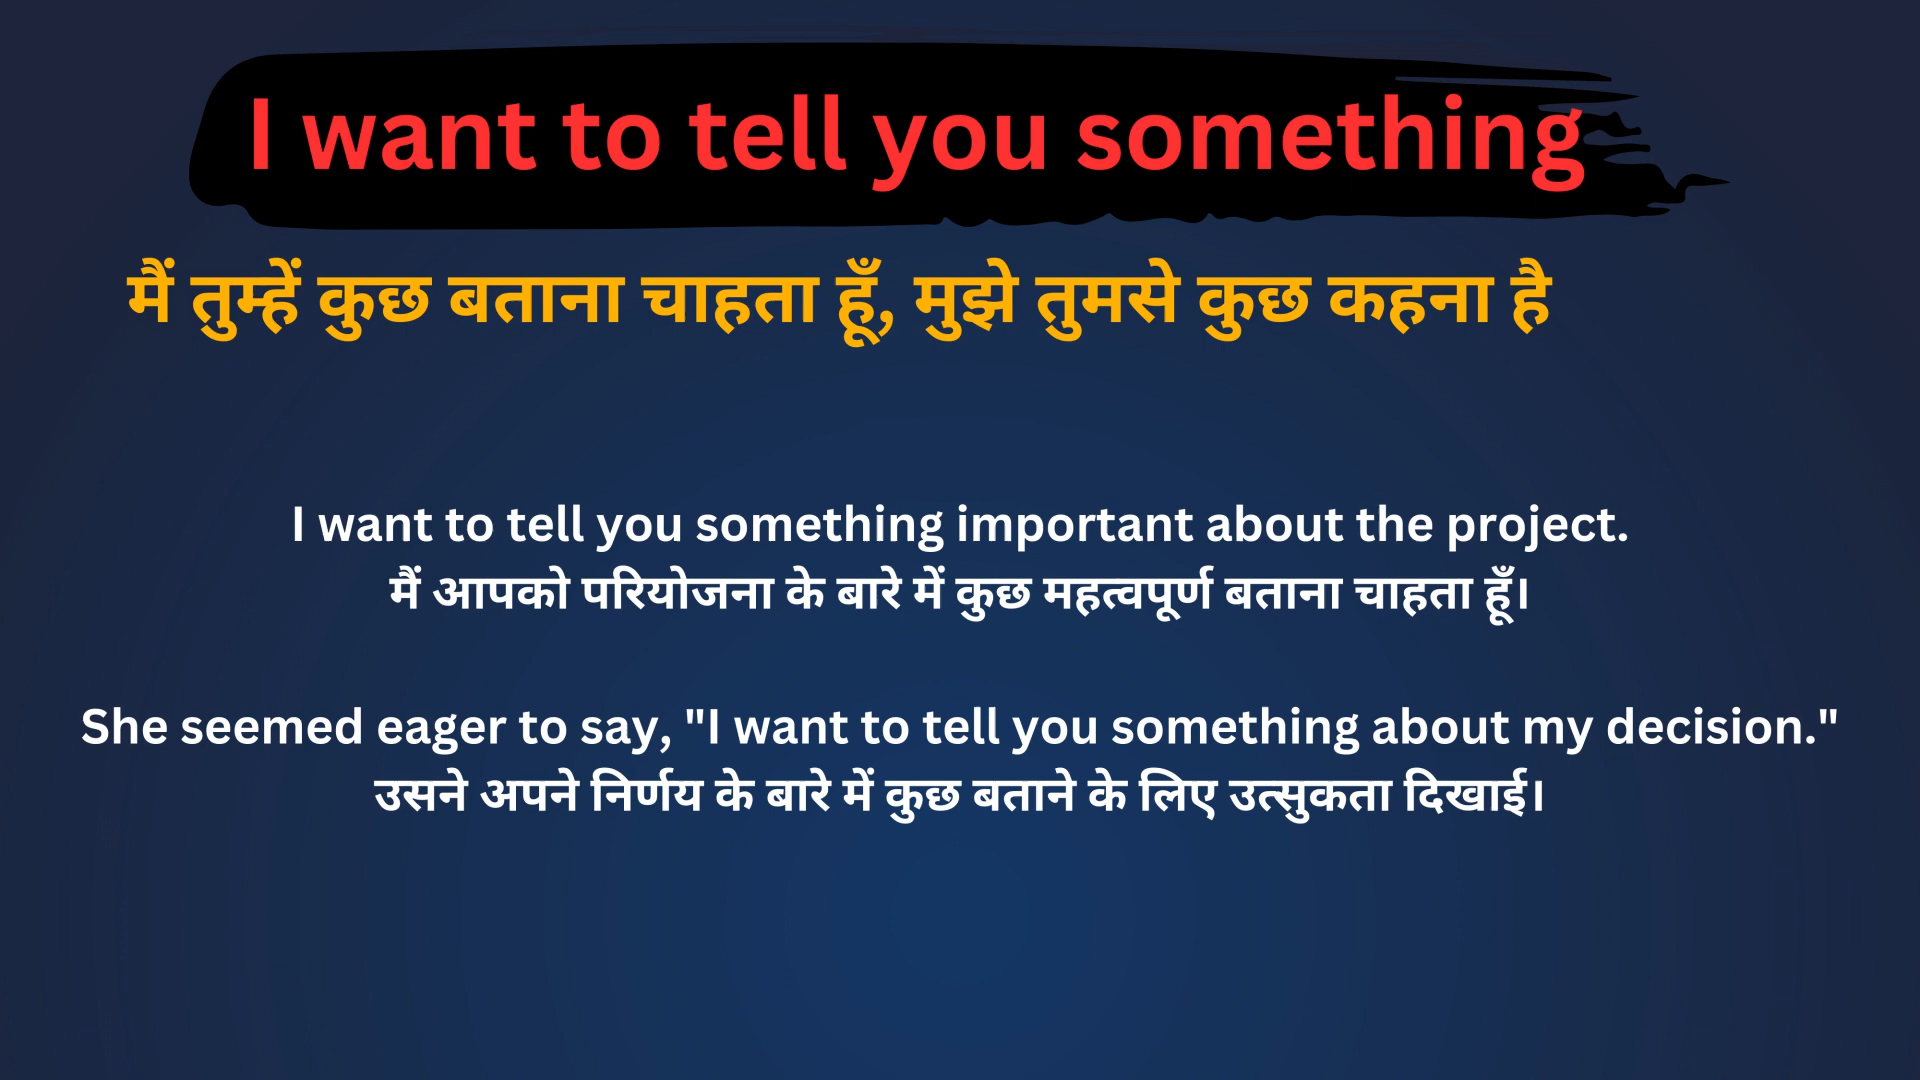 I want to tell you something
मैं तुम्हें कुछ बताना चाहता हूँ, मुझे तुमसे कुछ कहना है
I want to tell you something important about the project.
मैं आपको परियोजना के बारे में कुछ महत्वपूर्ण बताना चाहता हूँ।
She seemed eager to say, "I want to tell you something about my decision."
उसने अपने निर्णय के बारे में कुछ बताने के लिए उत्सुकता दिखाई।